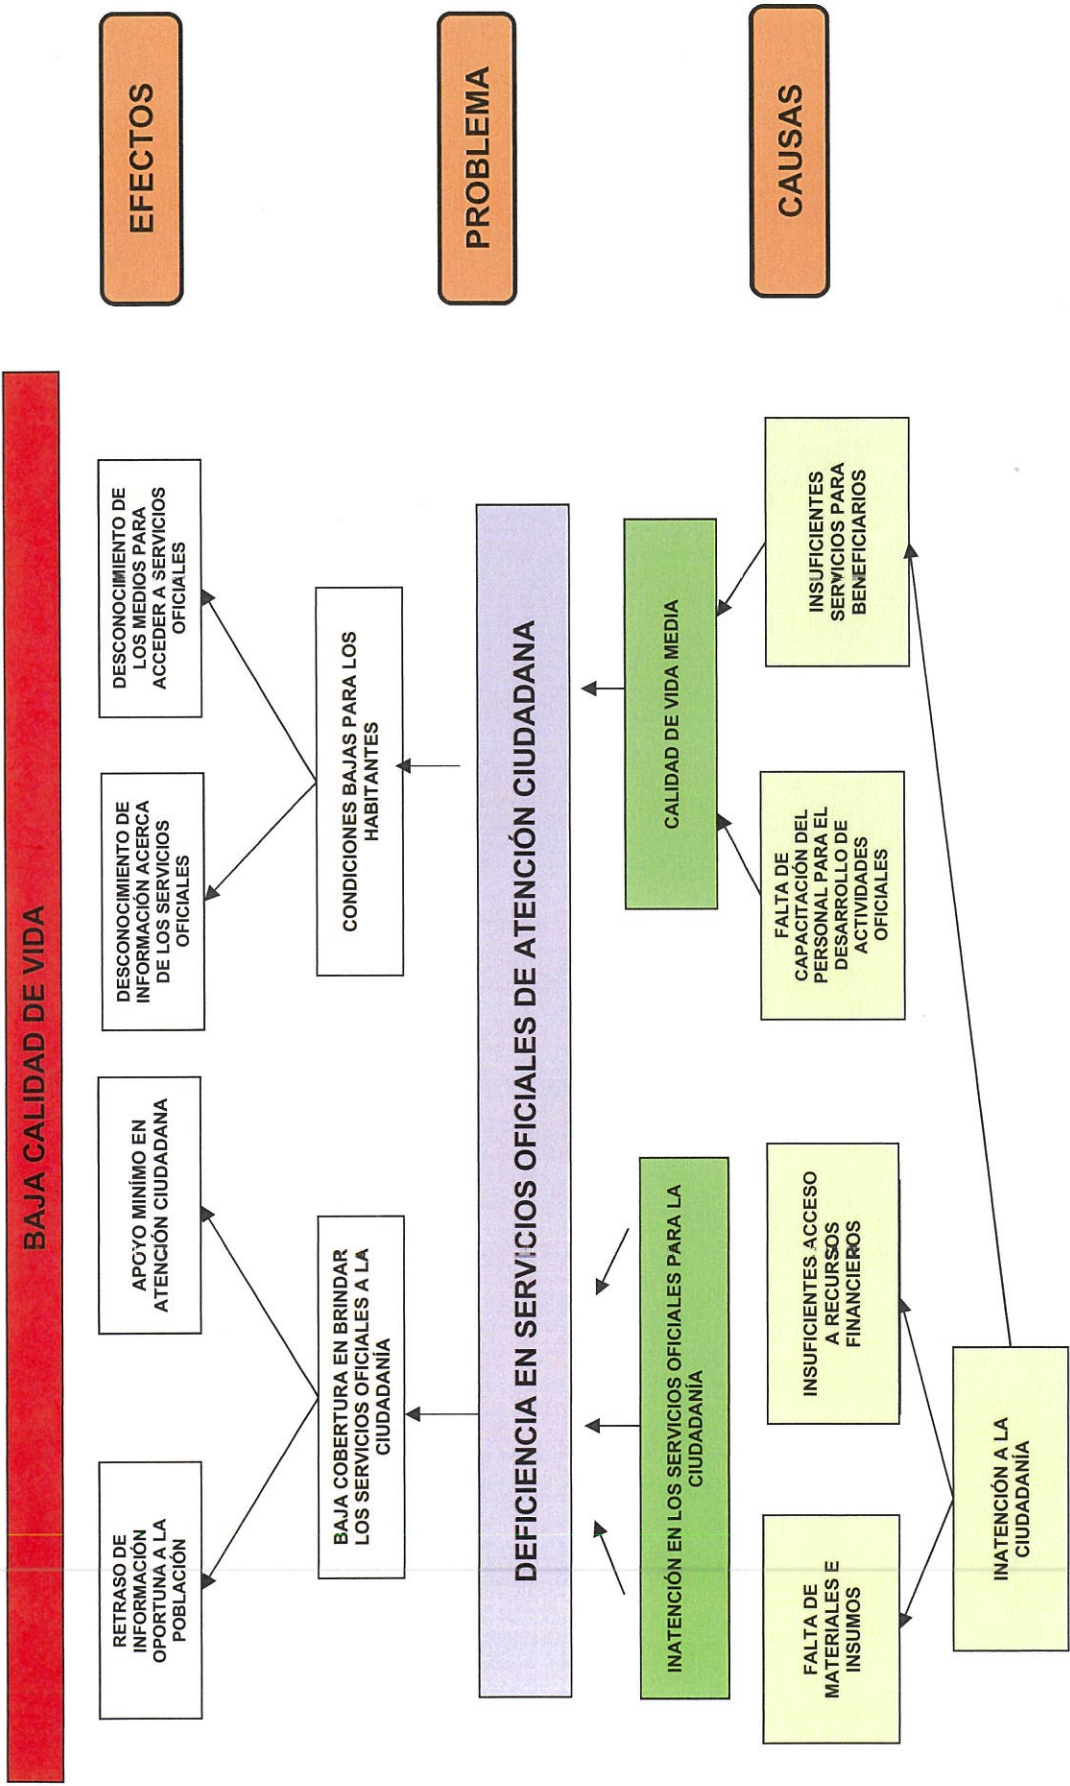 BAJA CALIDAD DE VIDA
EFECTOS
RETRASO DE
INFORMACIÓN
OPORTUNA A LA
POBLACIÓN
APOYO MINÍMO EN
ATENCIÓN CIUDADANA
DESCONOCIMIENTO DE
INFORMACIÓN ACERCA
DE LOS SERVICIOS
OFICIALES
DESCONOCIMIENTO DE
LOS MEDIOS PARA
ACCEDER A SERVICIOS
OFICIALES
BAJA COBERTURA EN BRINDAR
LOS SERVICIOS OFICIALES A LA
CIUDADANÍA
CONDICIONES BAJAS PARA LOS
HABITANTES
PROBLEMA
DEFICIENCIA EN SERVICIOS OFICIALES DE ATENCIÓN CIUDADANA
INATENCIÓN EN LOS SERVICIOS OFICIALES PARA LA
CIUDADANÍA
CALIDAD DE VIDA MEDIA
CAUSAS
FALTA DE
MATERIALES E
INSUMOS
INSUFICIENTES ACCESO
A RECURSOS
FINANCIEROS
FALTA DE
CAPACITACIÓN DEL
PERSONAL PARA EL
DESARROLLO DE
ACTIVIDADES
OFICIALES
INSUFICIENTES
SERVICIOS PARA
BENEFICIARIOS
INATENCIÓN A LA
CIUDADANÍA